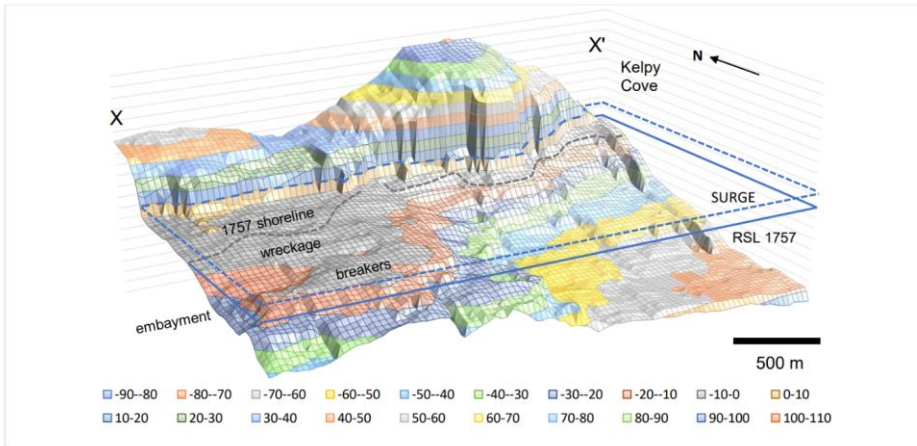 X
X'
N
Kelpy
Cove
SURGE
RSL 1757
1757 shoreline
wreckage
breakers
embayment
500 m
-90--80 -80--70 -70--60 -60--50 -50--40 -40--30 -30--20 -20--10 -10-0 0-10
10-20 20-30 30-40 40-50 50-60 60-70 70-80 80-90 90-100 100-110